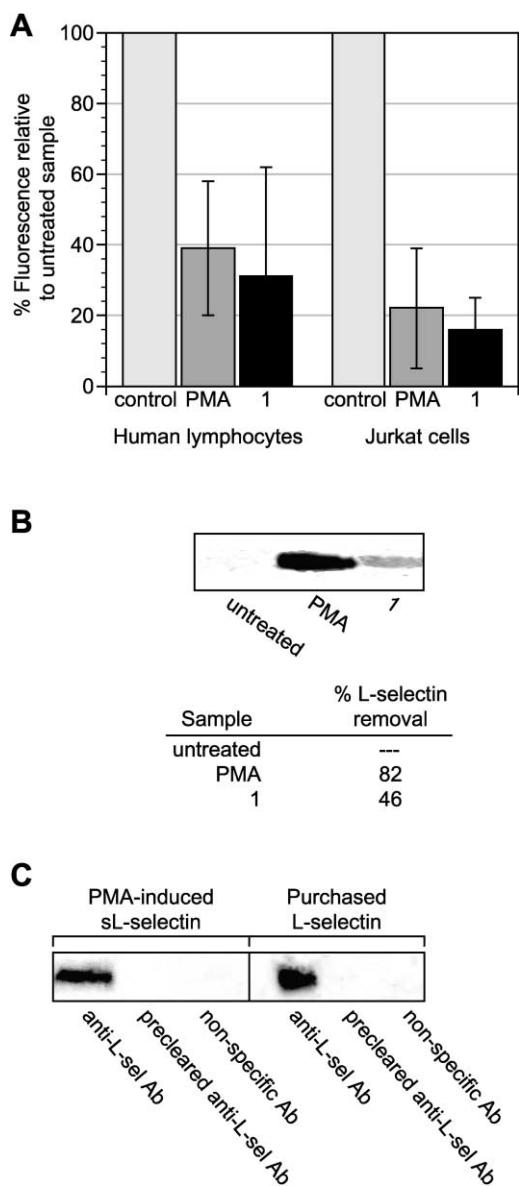 A
% Fluorescence relative
to untreated sample
100
80
60
40
20
0
control PMA 1 control PMA 1
Human lymphocytes Jurkat cells
B
untreated PMA 1
% L-selectin
Sample removal
untreated ---
PMA 82
1 46
C
PMA-induced Purchased
sL-selectin L-selectin
anti-L-sel Ab precleared anti-L-sel Ab non-specific Ab anti-L-sel Ab precleared anti-L-sel Ab non-specific Ab